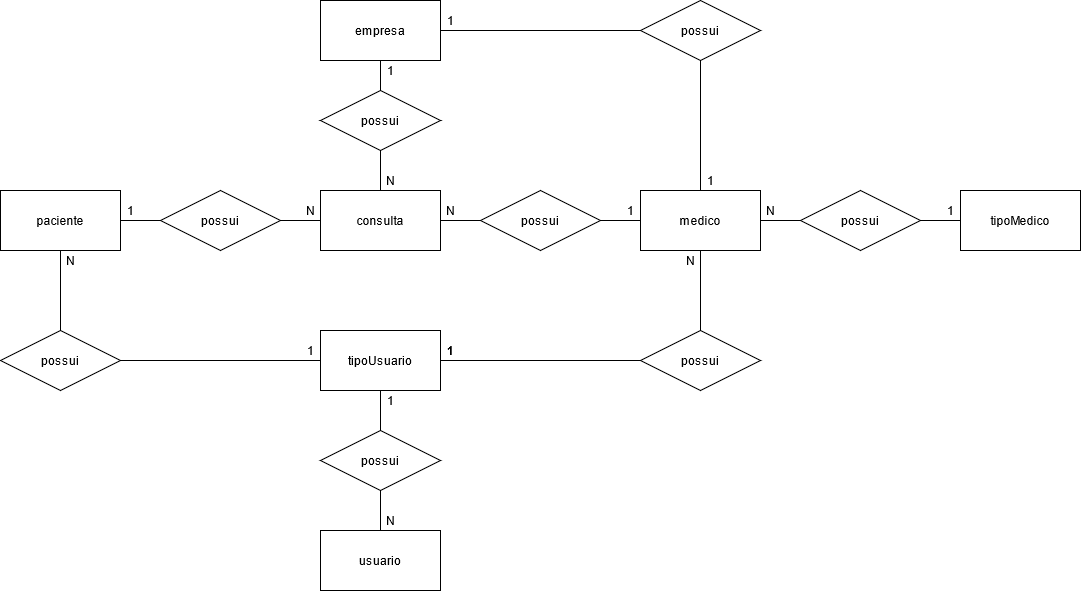 empresa
1
possui
1
possui
N
1
paciente
1
possui
N
consulta
N
possui
1
medico
N
possui
1
tipoMedico
N
N
possui
1
tipoUsuario
1
possui
1
possui
N
usuario